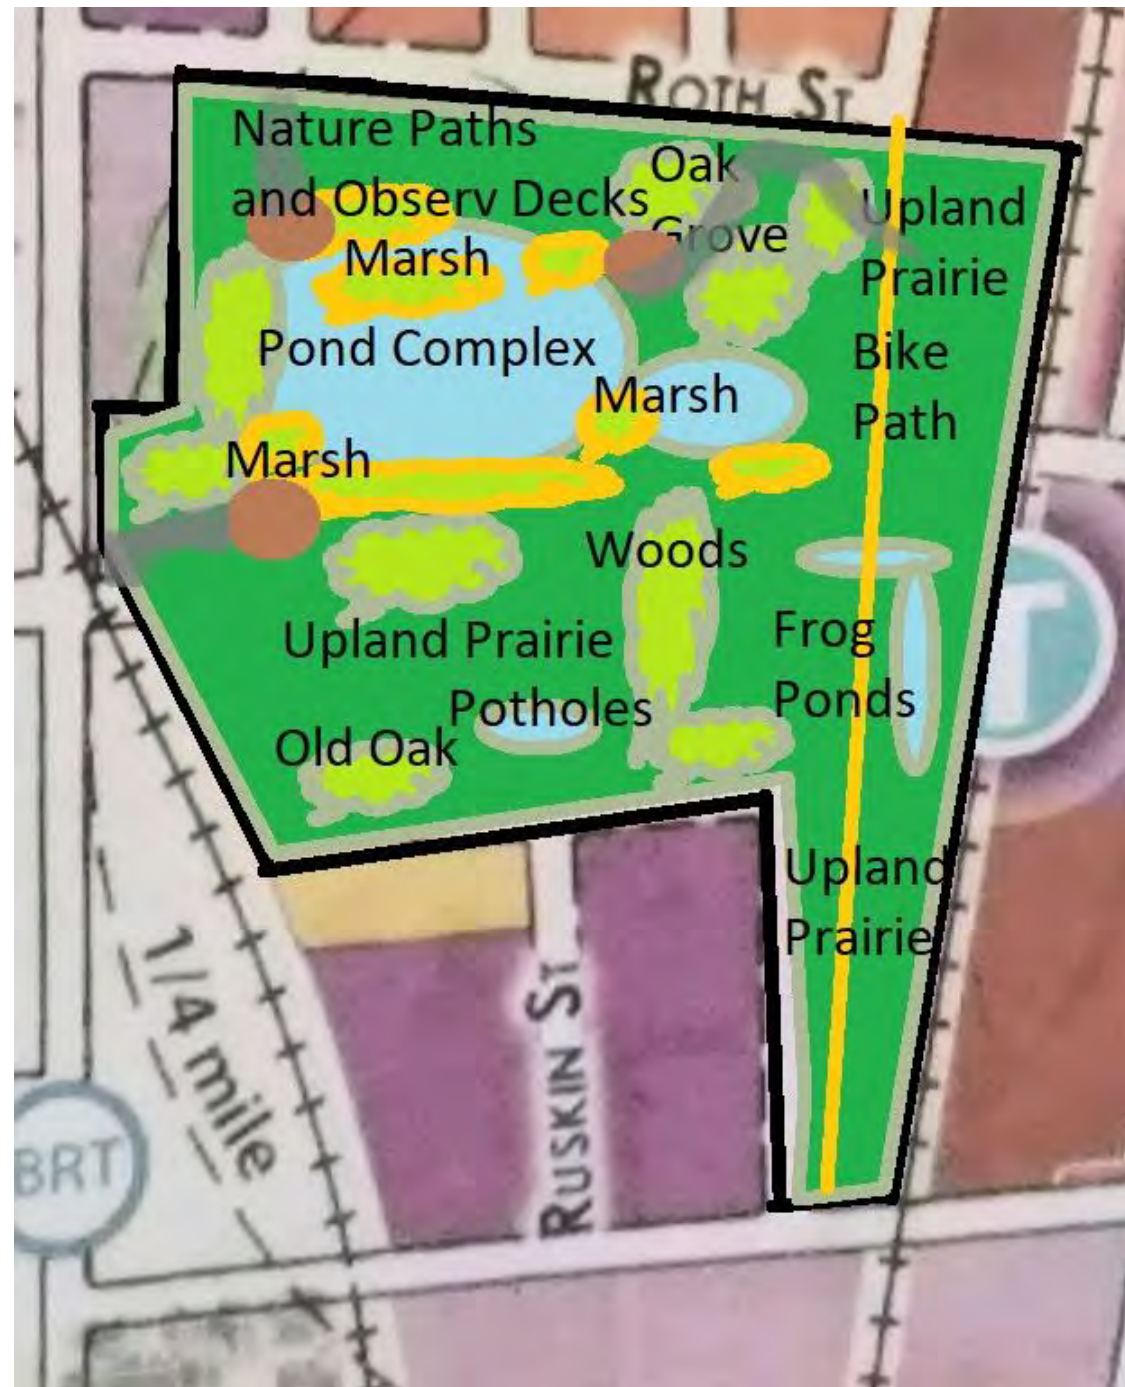 ROTH ST.
Nature Paths
and Observ Decks
Oak
Grove
Upland
Prairie
Marsh
Pond Complex
Marsh
Bike
Path
Marsh
Woods
Upland Prairie
Frog
Ponds
Potholes
Old Oak
T
Upland
Prairie
1/4 mile
RUSKIN ST
BRT